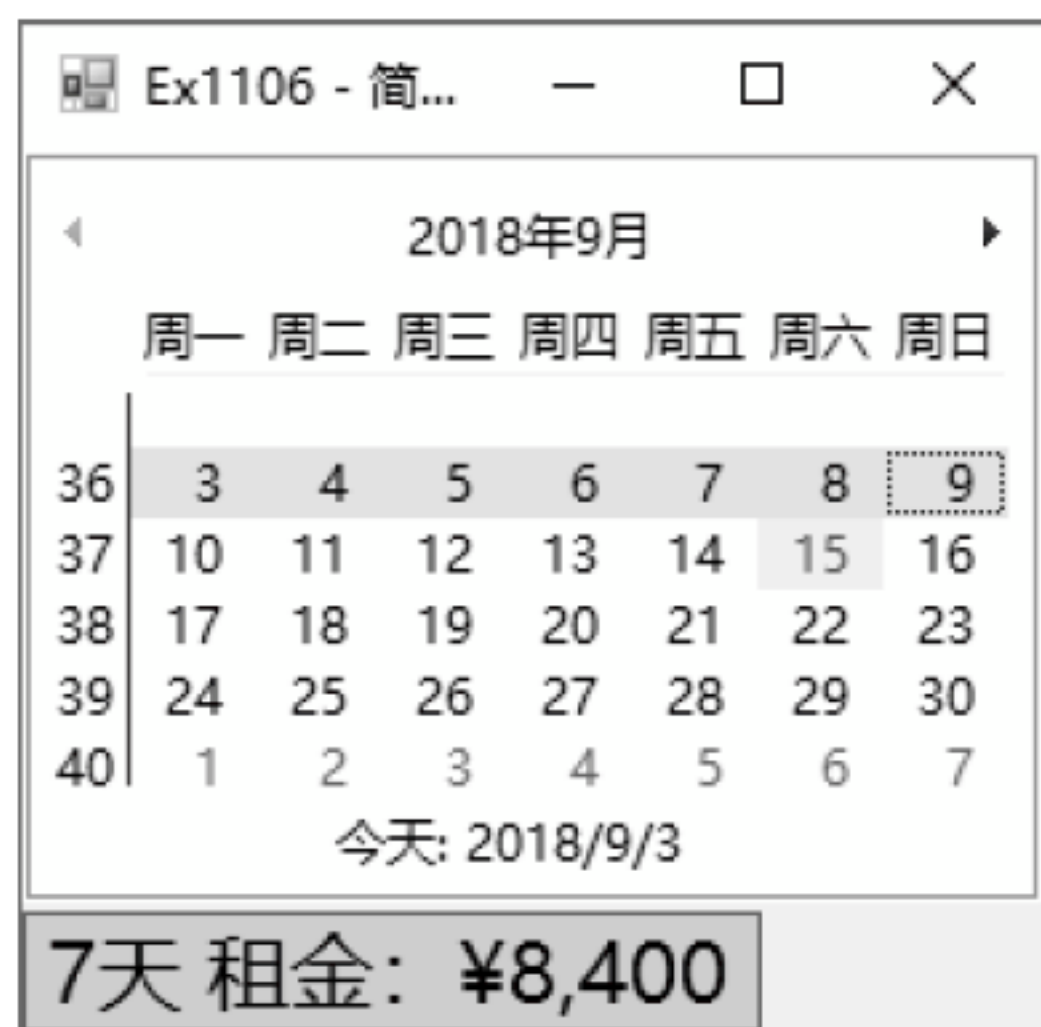 Ex1106 - 简...
2018年9月
周一 周二 周三 周四 周五 周六 周日
36 3 4 5 6 7 8 9
37 10 11 12 13 14 15 16
38 17 18 19 20 21 22 23
39 24 25 26 27 28 29 30
40 1 2 3 4 5 6 7
今天: 2018/9/3
7天 租金：¥8,400